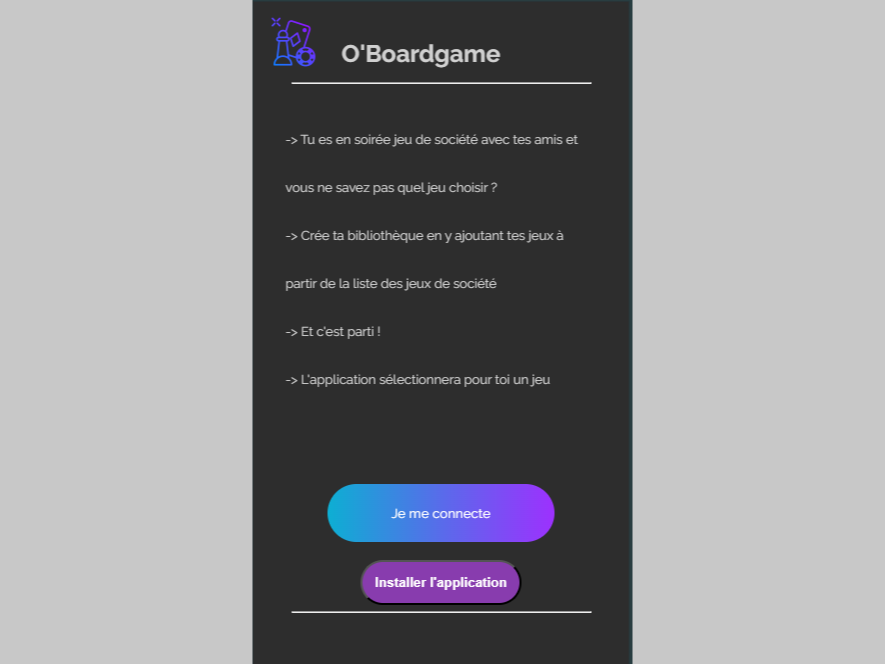 O'Boardgame
-> Tu es en soirée jeu de société avec tes amis et
vous ne savez pas quel jeu choisir ?
-> Crée ta bibliothèque en y ajoutant tes jeux à
partir de la liste des jeux de société
-> Et c'est parti !
-> L'application sélectionnera pour toi un jeu
Je me connecte
Installer l'application